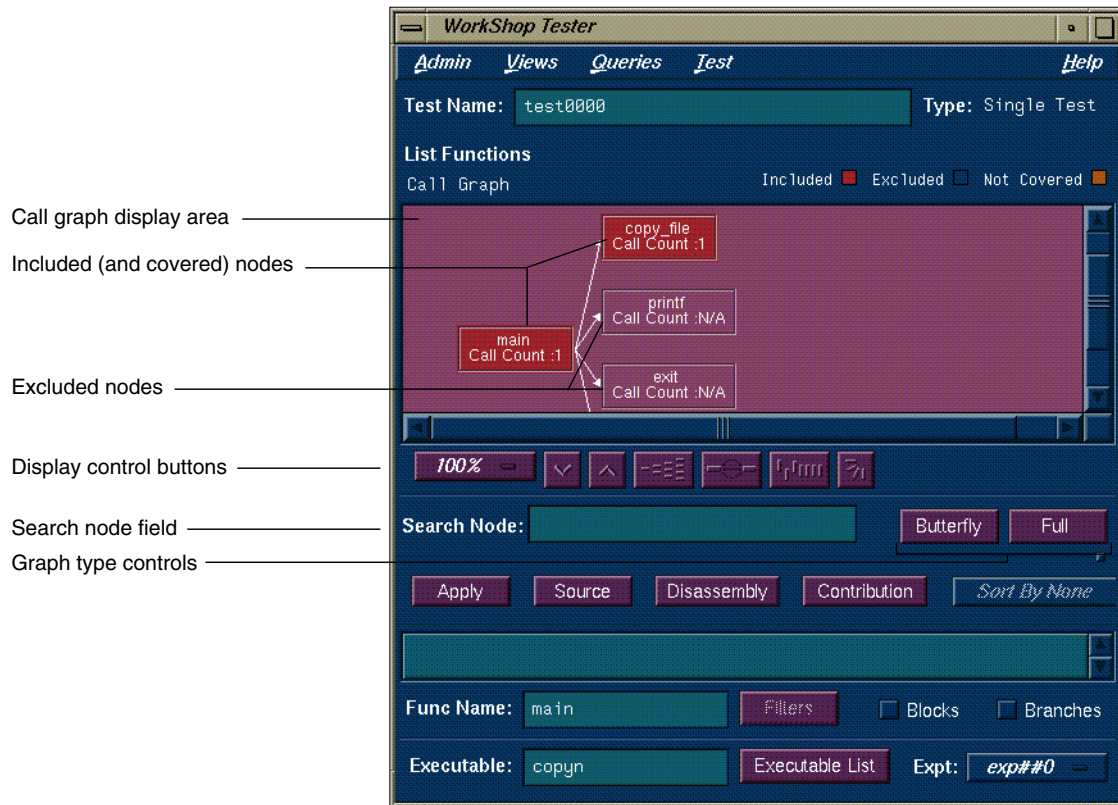 WorkShop Tester
Admin Views Queries Test Help
Test Name: test0000 Type: Single Test
List Functions
Call Graph Included Excluded Not Covered
Call graph display area
copy_file
Call Count :1
Included (and covered) nodes
printf
Call Count :N/A
main
Call Count :1
Excluded nodes
exit
Call Count :N/A
Display control buttons
100%
Search node field
Search Node: Butterfly Full
Graph type controls
Apply Source Disassembly Contribution Sort By None
Func Name: main Filters Blocks Branches
Executable: copyn Executable List Expt: exp##0